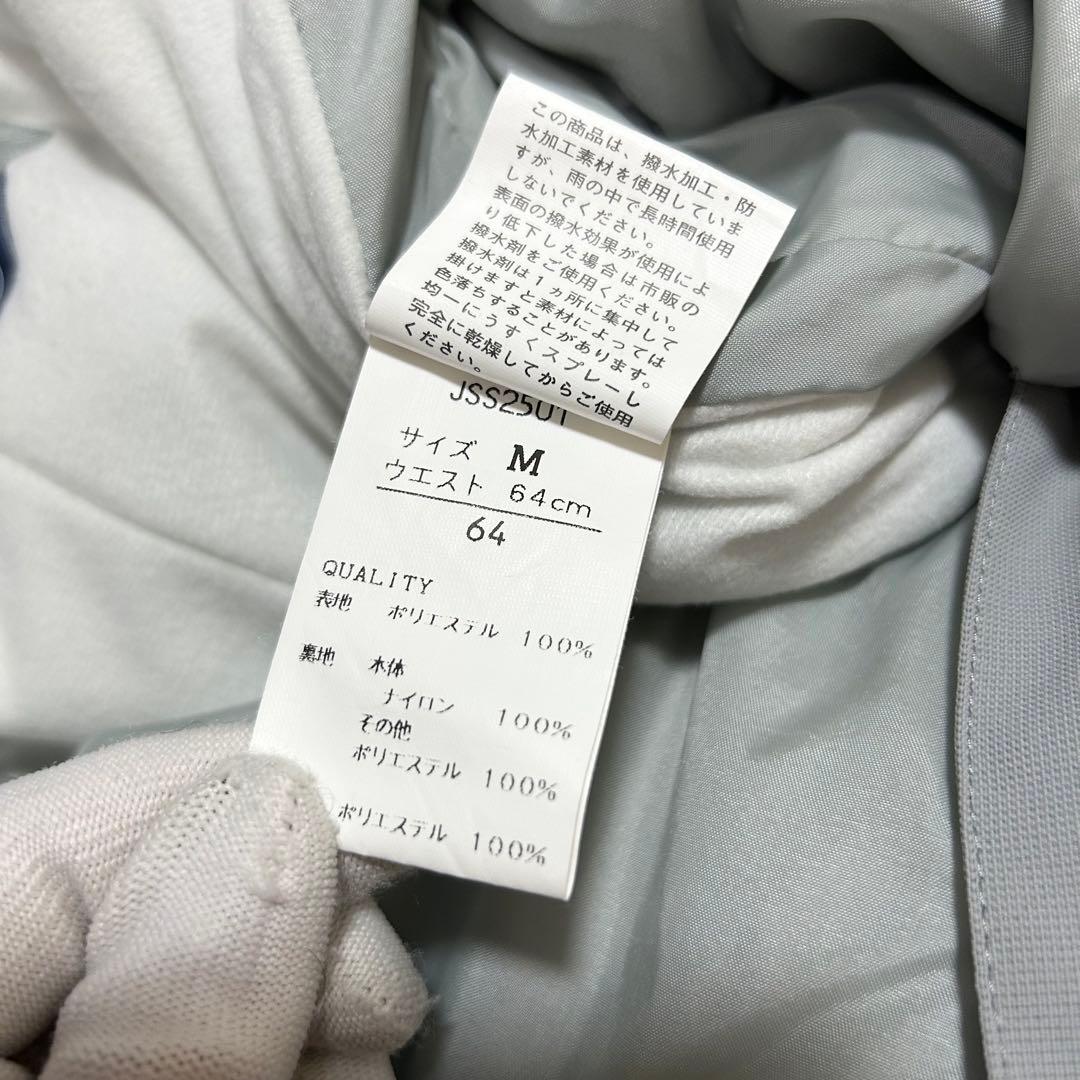 この商品は、撥水加工・防
水加工素材を使用していま
すが、雨の中で長時間使用
しないでください。
表面の撥水効果が使用によ
り低下した場合は市販の
撥水剤をご使用ください。
撥水剤は1ヵ所に集中して
掛けますと素材によっては
色落ちすることがあります。
均一にうすくスプレーし
完全に乾燥してからご使用
ください。
JSS2501
サイズ M
ウエスト 64cm
64
QUALITY
表地 ポリエステル 100%
裏地 本体
ナイロン 100%
その他
ポリエステル 100%
ポリエステル 100%